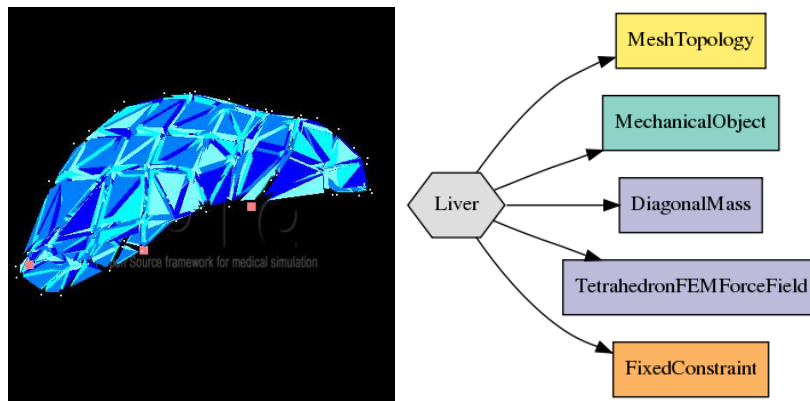 MeshTopology
MechanicalObject
Liver
DiagonalMass
TetrahedronFEMForceField
FixedConstraint
Source framework for medical simulation